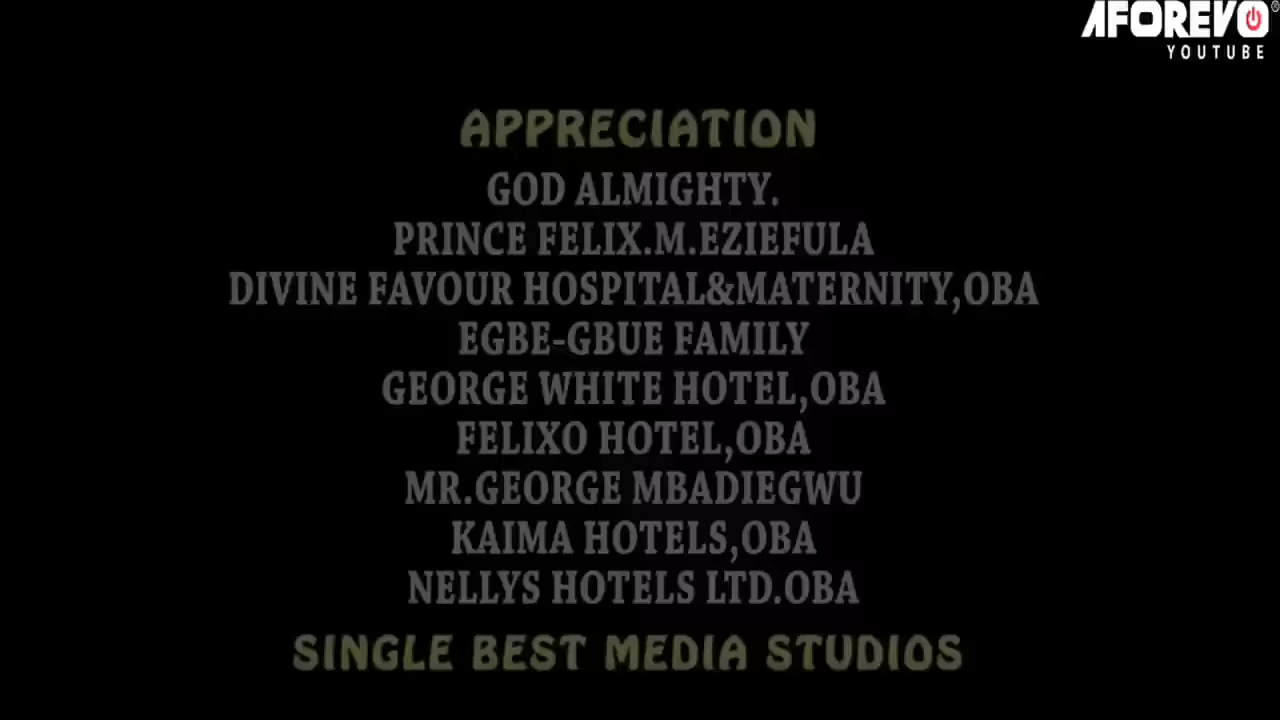 AFOREVO
YOUTUBE
APPRECIATION
GOD ALMIGHTY.
PRINCE FELIX.M.EZIEFULA
DIVINE FAVOUR HOSPITAL&MATERNITY,OBA
EGBE-GBUE FAMILY
GEORGE WHITE HOTEL,OBA
FELIXO HOTEL,OBA
MR.GEORGE MBADIEGWU
KAIMA HOTELS,OBA
NELLYS HOTELS LTD.OBA
SINGLE BEST MEDIA STUDIOS